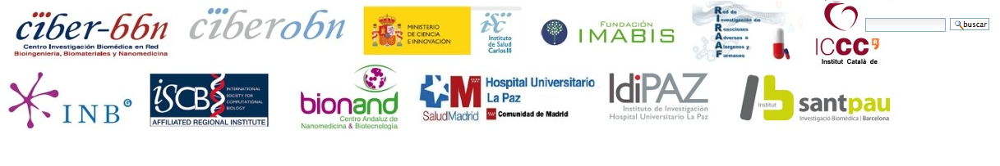 ciber-bbn
Centro Investigación Biomédica en Red
Bioingeniería, Biomateriales y Nanomedicina
ciberobn
MINISTERIO
DE CIENCIA
E INNOVACIÓN
isC
iii
Instituto
de Salud
Carlos III
FUNDACIÓN
IMABIS
Red
de Investigación de
Reacciones
Adversas a
Alergenos y
Fármacos
ICCC
Institut Català de
buscar
INB
G
iSCB
INTERNATIONAL
SOCIETY FOR
COMPUTATIONAL
BIOLOGY
AFFILIATED REGIONAL INSTITUTE
bionand
Centro Andaluz de
Nanomedicina & Biotecnología
Hospital Universitario
La Paz
SaludMadrid
Comunidad de Madrid
IdiPAZ
Instituto de Investigación
Hospital Universitario La Paz
Institut
santpau
Investigació Biomèdica | Barcelona